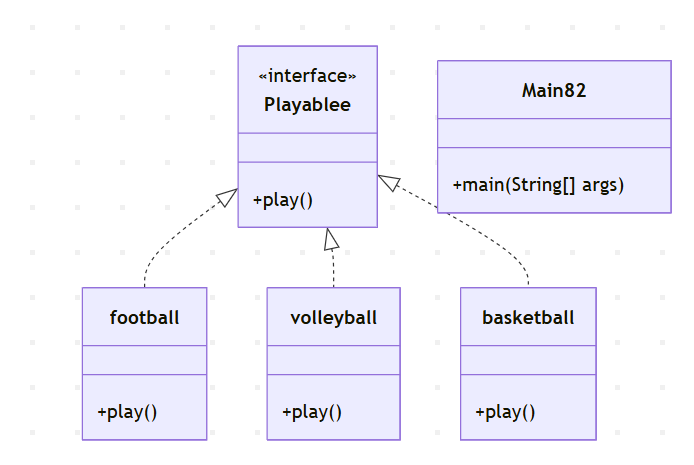 «interface»
Playablee
+play()
Main82
+main(String[] args)
football
+play()
volleyball
+play()
basketball
+play()